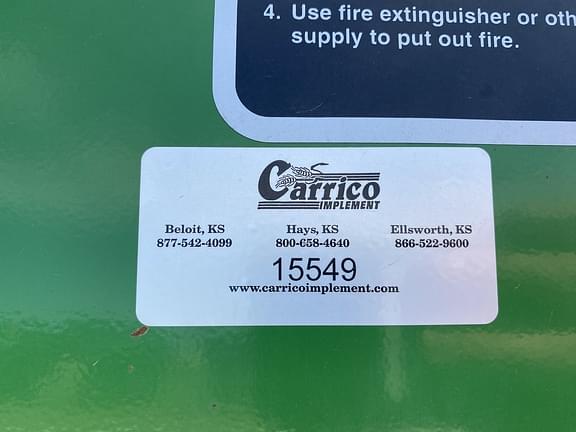 4. Use fire extinguisher or oth
supply to put out fire.
Carrico
IMPLEMENT
Beloit, KS Hays, KS Ellsworth, KS
877-542-4099 800-658-4640 866-522-9600
15549
www.carricoimplement.com